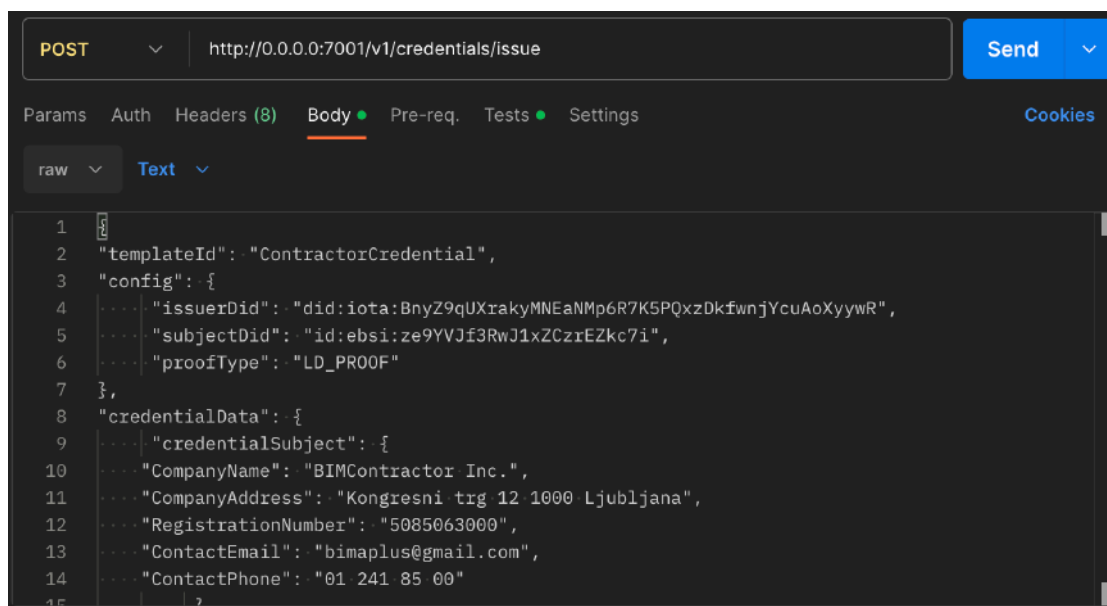 POST http://0.0.0.0:7001/v1/credentials/issue Send
Params Auth Headers (8) Body Pre-req. Tests Settings Cookies
raw Text
1 {
2 "templateId": "ContractorCredential",
3 "config": {
4 "issuerDid": "did:iota:BnyZ9qUXrakyMNEaNMp6R7K5PQxzDkfwnjYcuAoXyywR",
5 "subjectDid": "id:ebsi:ze9YVJf3RwJ1xZCzrEZkc7i",
6 "proofType": "LD_PROOF"
7 },
8 "credentialData": {
9 "credentialSubject": {
10 "CompanyName": "BIMContractor Inc.",
11 "CompanyAddress": "Kongresni trg 12 1000 Ljubljana",
12 "RegistrationNumber": "5085063000",
13 "ContactEmail": "bimaplus@gmail.com",
14 "ContactPhone": "01 241 85 00"
15 }